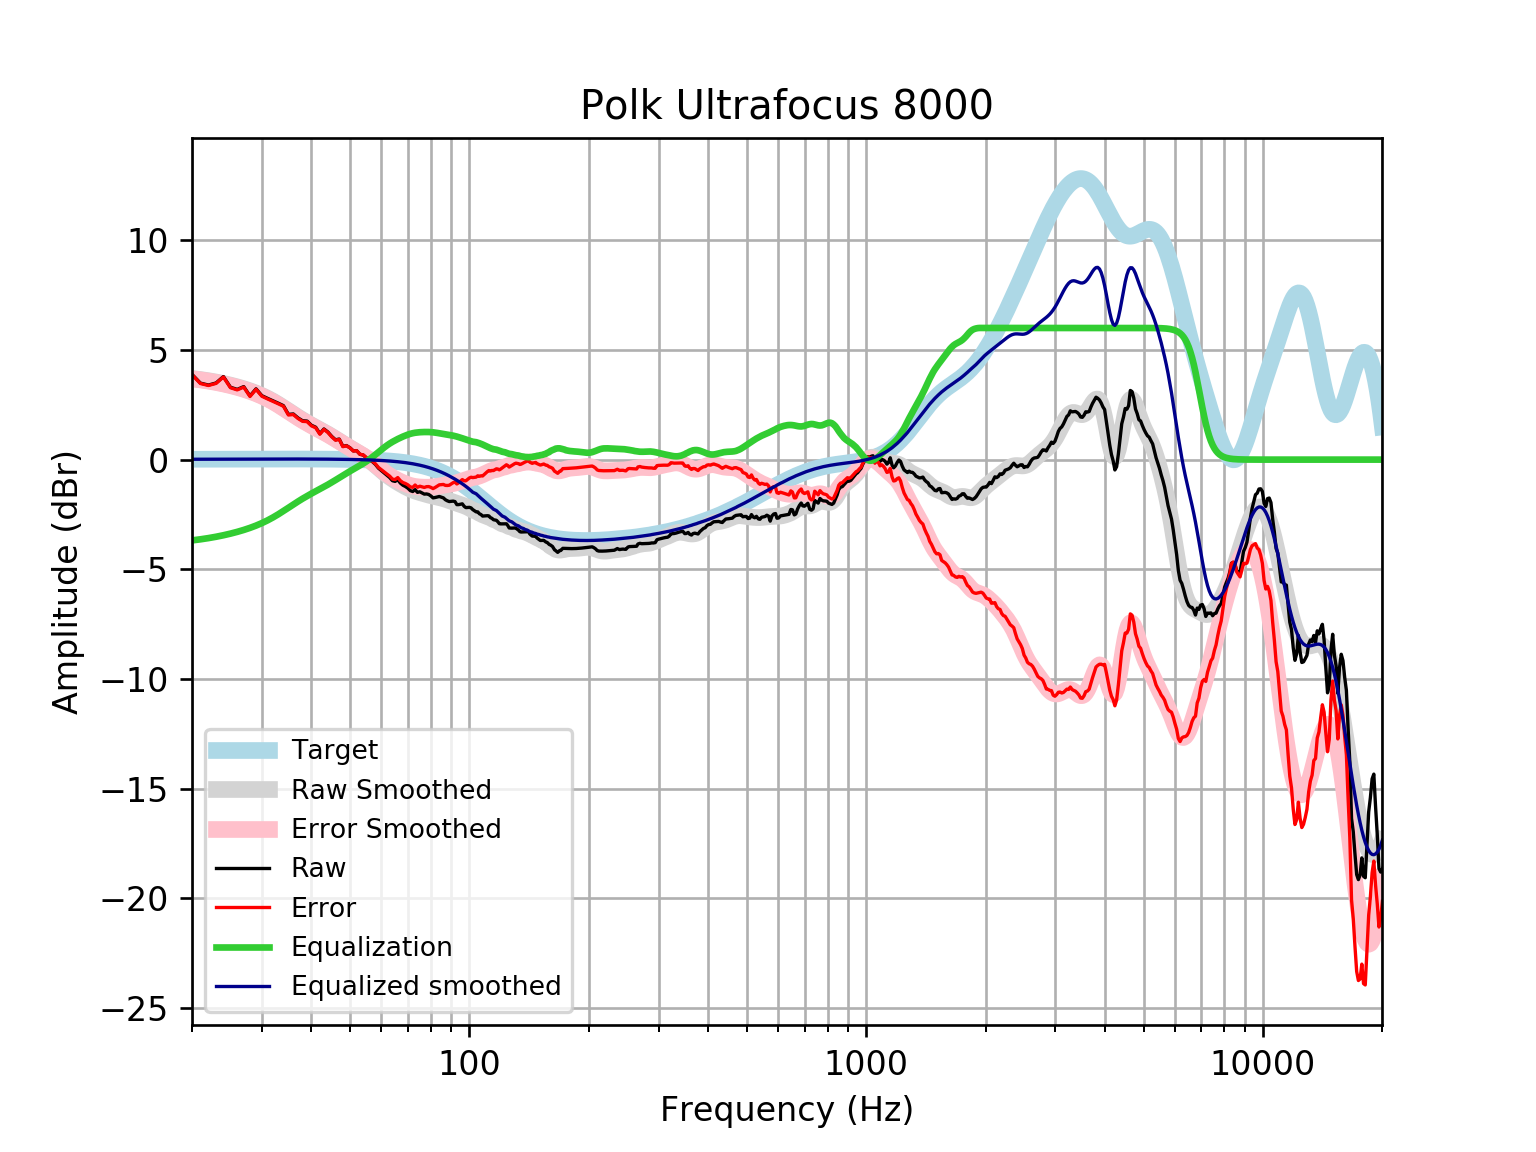 Polk Ultrafocus 8000
10
5
0
−5
−10
−15
−20
−25
Amplitude (dBr)
Target
Raw Smoothed
Error Smoothed
Raw
Error
Equalization
Equalized smoothed
100
1000
10000
Frequency (Hz)